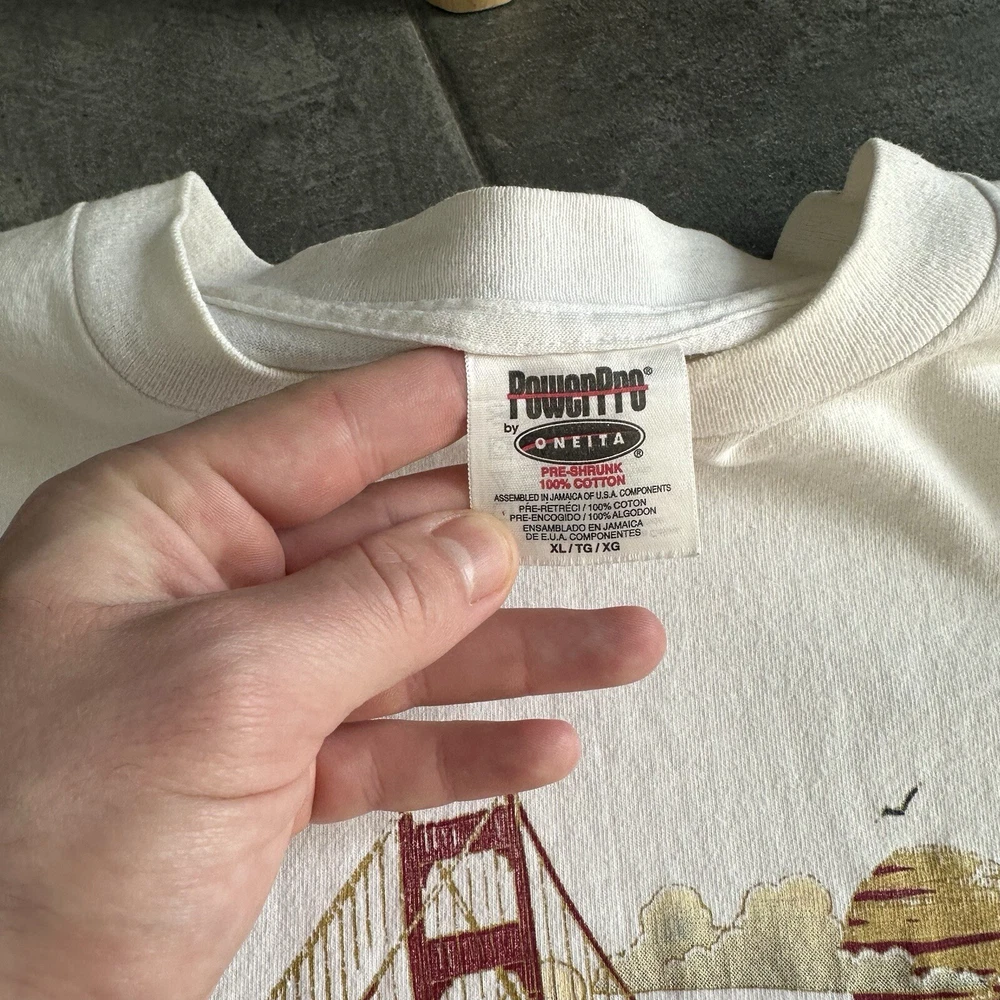 PowerPro®
by ONEITA®
PRE-SHRUNK
100% COTTON
ASSEMBLED IN JAMAICA OF U.S.A. COMPONENTS
PRE-RETRÉCI / 100% COTON
PRE-ENCOGIDO / 100% ALGODON
ENSAMBLADO EN JAMAICA
DE E.U.A. COMPONENTES
XL / TG / XG